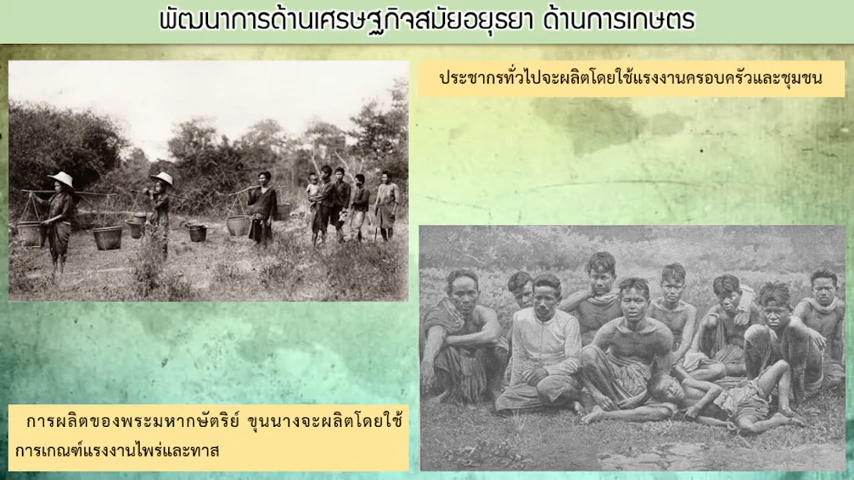 พัฒนาการด้านเศรษฐกิจสมัยอยุธยา ด้านการเกษตร
ประชากรทั่วไปจะผลิตโดยใช้แรงงานครอบครัวและชุมชน
การผลิตของพระมหากษัตริย์ ขุนนางจะผลิตโดยใช้
การเกณฑ์แรงงานไพร่และทาส